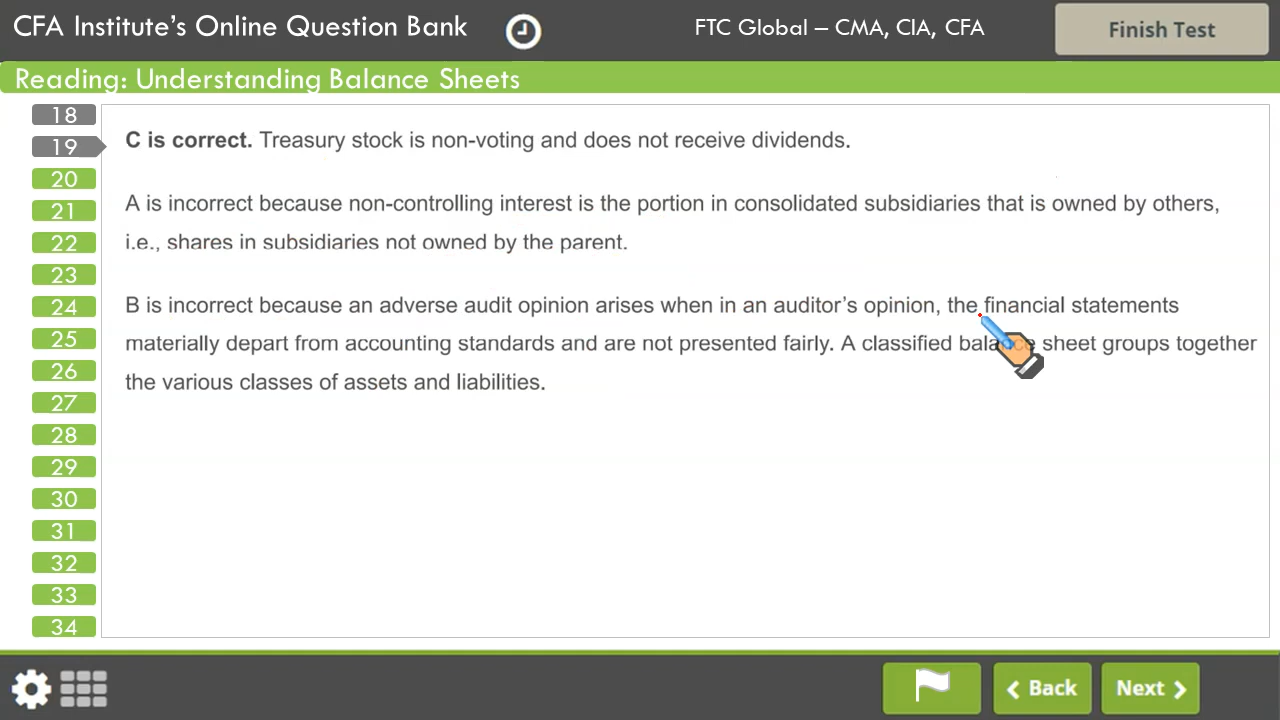 CFA Institute's Online Question Bank
FTC Global – CMA, CIA, CFA
Finish Test
Reading: Understanding Balance Sheets
18
19
20
21
22
23
24
25
26
27
28
29
30
31
32
33
34
C is correct. Treasury stock is non-voting and does not receive dividends.
A is incorrect because non-controlling interest is the portion in consolidated subsidiaries that is owned by others,
i.e., shares in subsidiaries not owned by the parent.
B is incorrect because an adverse audit opinion arises when in an auditor's opinion, the financial statements
materially depart from accounting standards and are not presented fairly. A classified balance sheet groups together
the various classes of assets and liabilities.
Back
Next